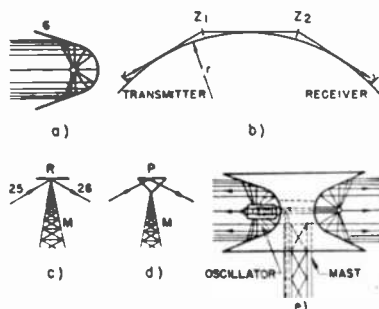 6
a)
Z1 Z2
r
TRANSMITTER RECEIVER
b)
R
25 26
M
c)
P
M
d)
OSCILLATOR MAST
e)